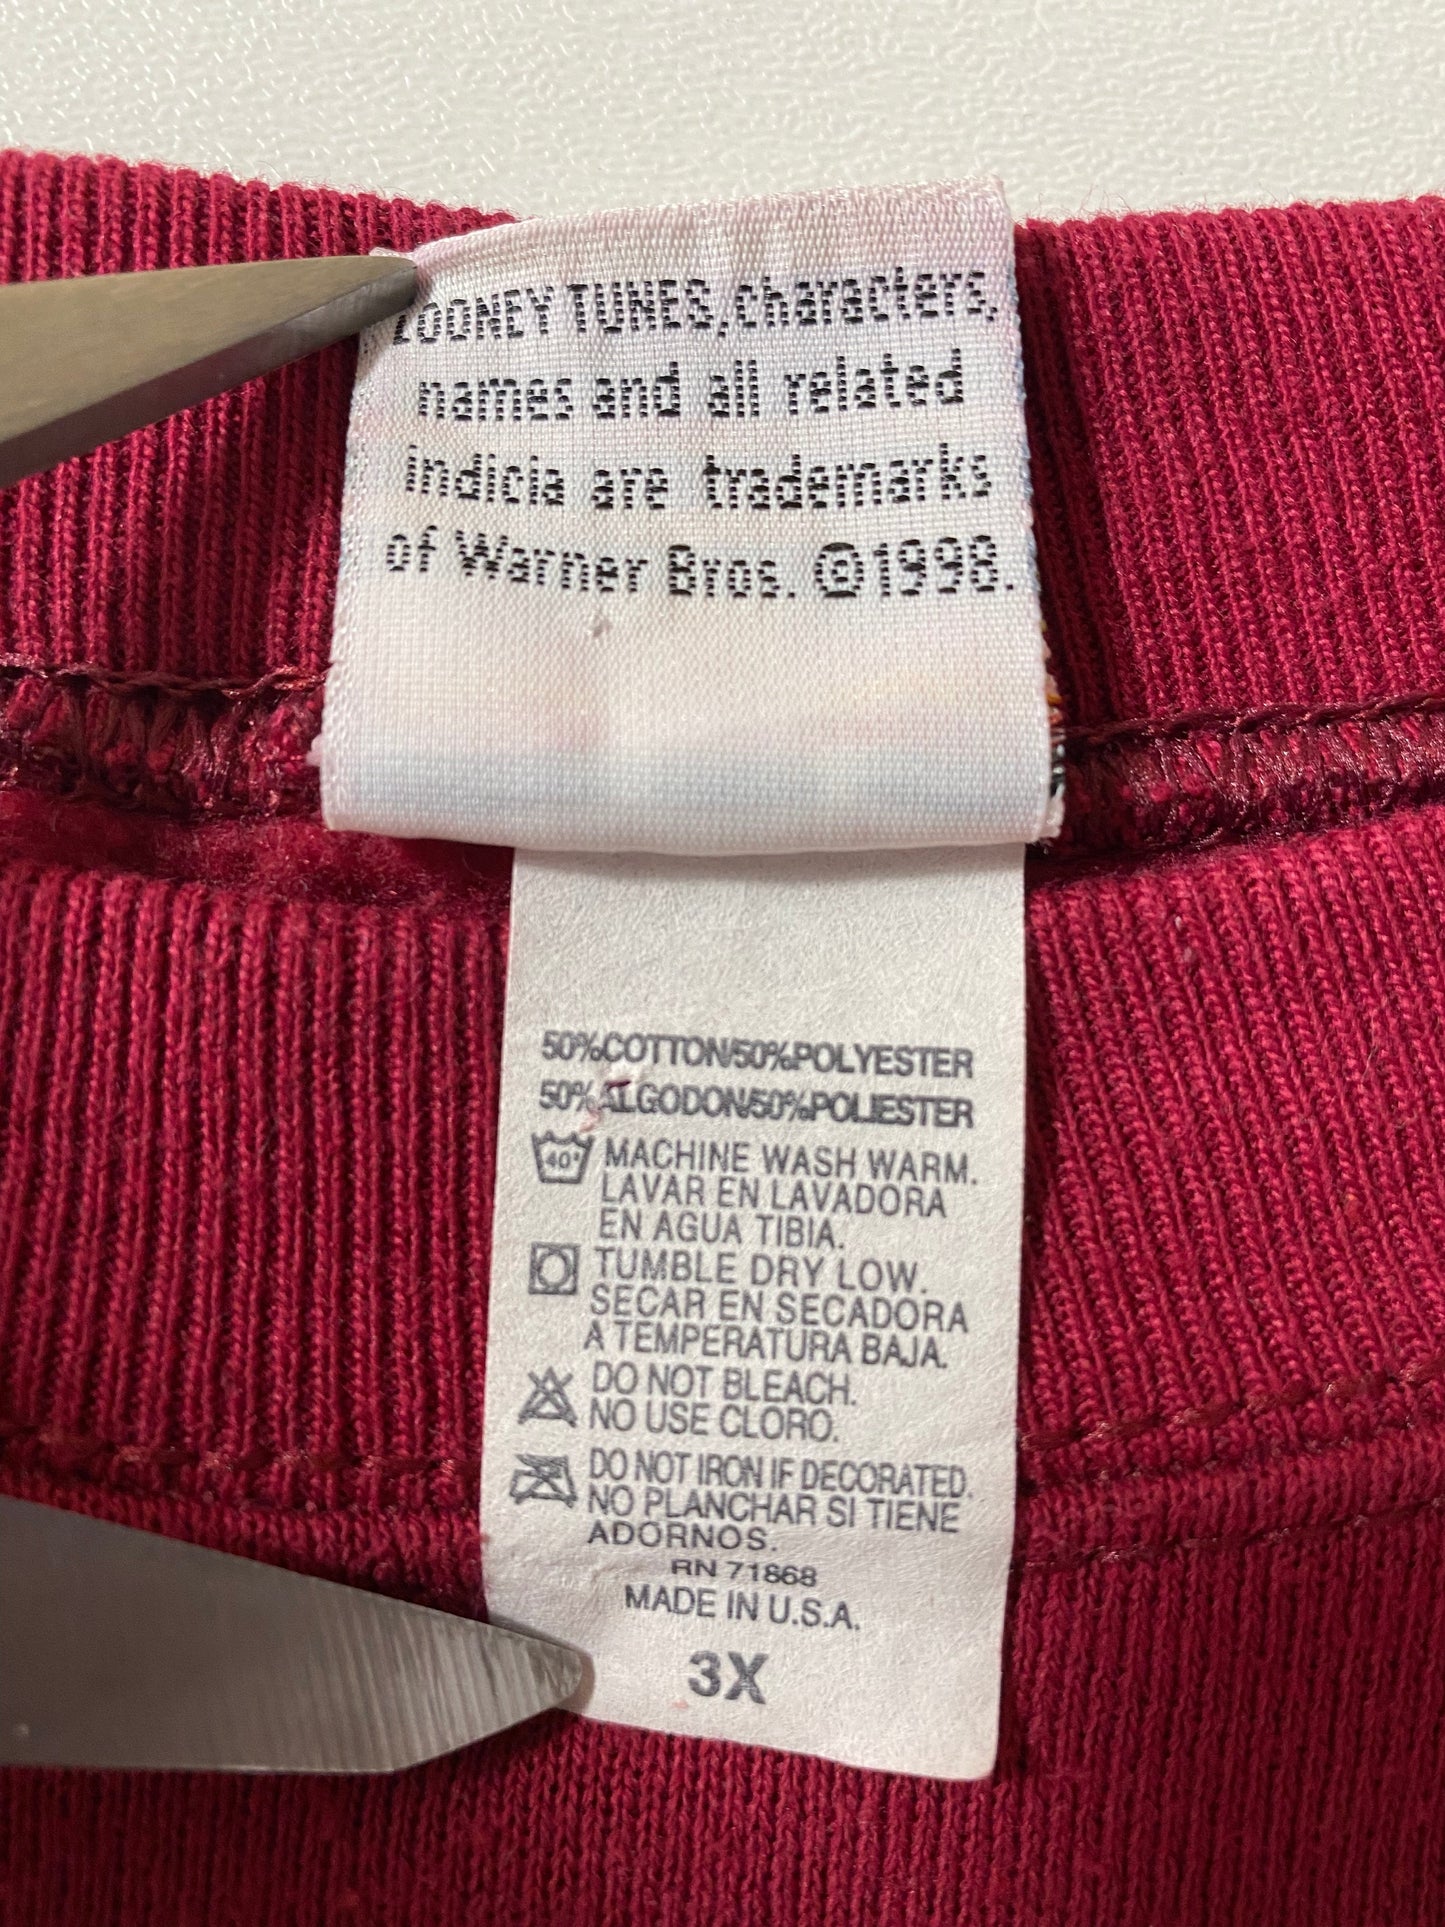 LOONEY TUNES, characters,
names and all related
indicia are trademarks
of Warner Bros. ©1998.
50%COTTON/50%POLYESTER
50%ALGODON/50%POLIESTER
40° MACHINE WASH WARM.
LAVAR EN LAVADORA
EN AGUA TIBIA.
TUMBLE DRY LOW.
SECAR EN SECADORA
A TEMPERATURA BAJA.
DO NOT BLEACH.
NO USE CLORO.
DO NOT IRON IF DECORATED.
NO PLANCHAR SI TIENE
ADORNOS.
RN 71868
MADE IN U.S.A.
3X